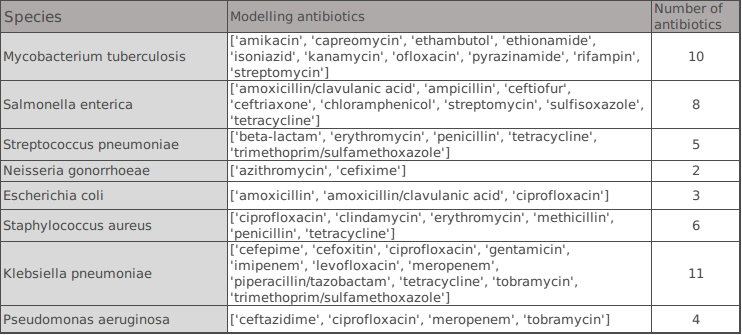 Species Modelling antibiotics Number of
antibiotics
Mycobacterium tuberculosis ['amikacin', 'capreomycin', 'ethambutol', 'ethionamide',
'isoniazid', 'kanamycin', 'ofloxacin', 'pyrazinamide', 'rifampin',
'streptomycin'] 10
Salmonella enterica ['amoxicillin/clavulanic acid', 'ampicillin', 'ceftiofur',
'ceftriaxone', 'chloramphenicol', 'streptomycin', 'sulfisoxazole',
'tetracycline'] 8
Streptococcus pneumoniae ['beta-lactam', 'erythromycin', 'penicillin', 'tetracycline',
'trimethoprim/sulfamethoxazole'] 5
Neisseria gonorrhoeae ['azithromycin', 'cefixime'] 2
Escherichia coli ['amoxicillin', 'amoxicillin/clavulanic acid', 'ciprofloxacin'] 3
Staphylococcus aureus ['ciprofloxacin', 'clindamycin', 'erythromycin', 'methicillin',
'penicillin', 'tetracycline'] 6
Klebsiella pneumoniae ['cefepime', 'cefoxitin', 'ciprofloxacin', 'gentamicin',
'imipenem', 'levofloxacin', 'meropenem',
'piperacillin/tazobactam', 'tetracycline', 'tobramycin',
'trimethoprim/sulfamethoxazole'] 11
Pseudomonas aeruginosa ['ceftazidime', 'ciprofloxacin', 'meropenem', 'tobramycin'] 4